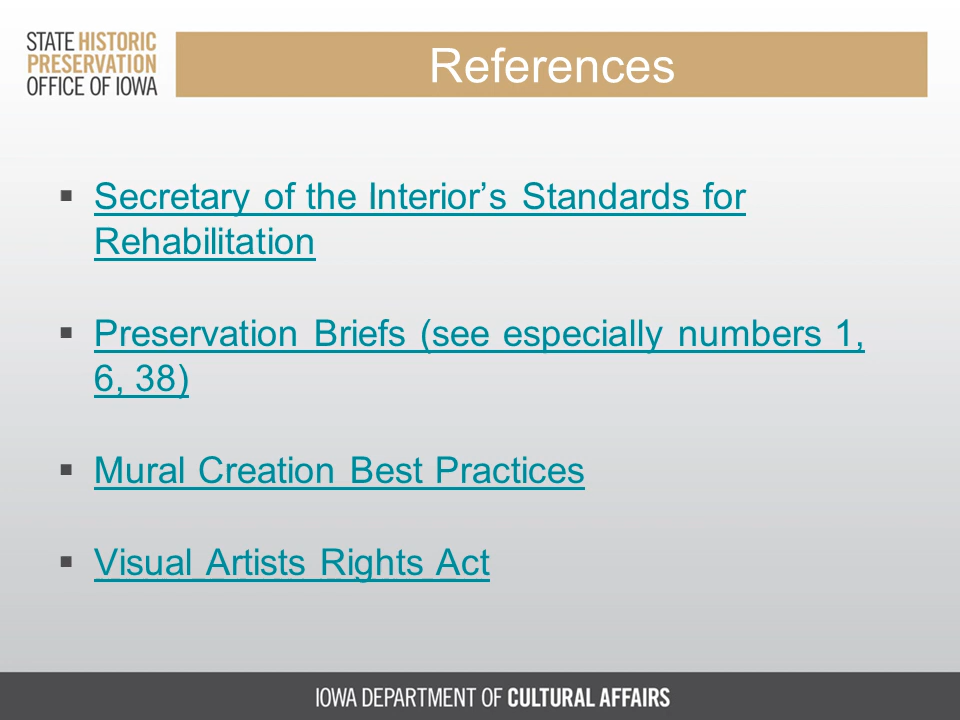 STATE HISTORIC
PRESERVATION
OFFICE OF IOWA
References
▪ Secretary of the Interior’s Standards for
Rehabilitation
▪ Preservation Briefs (see especially numbers 1,
6, 38)
▪ Mural Creation Best Practices
▪ Visual Artists Rights Act
IOWA DEPARTMENT OF CULTURAL AFFAIRS